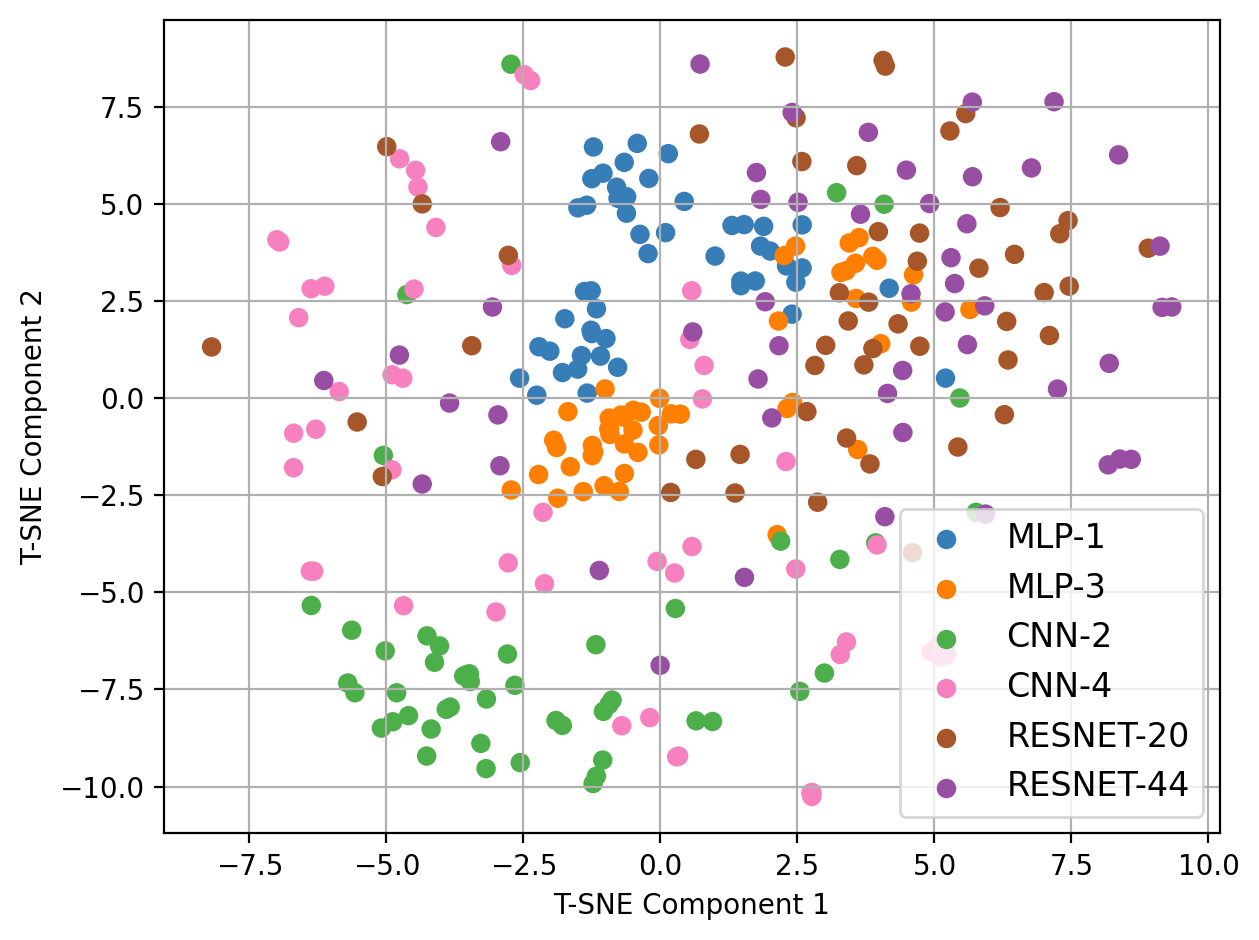 7.5
5.0
2.5
0.0
−2.5
−5.0
−7.5
−10.0
T-SNE Component 2
MLP-1
MLP-3
CNN-2
CNN-4
RESNET-20
RESNET-44
−7.5 −5.0 −2.5 0.0 2.5 5.0 7.5 10.0
T-SNE Component 1